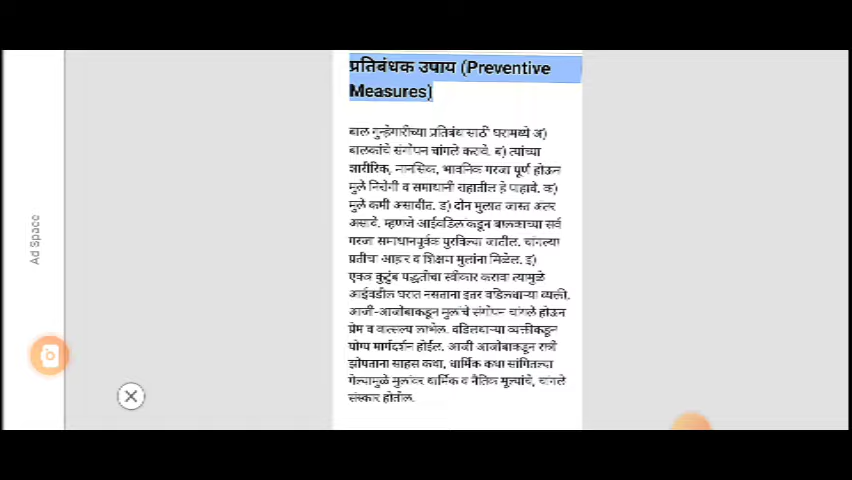 प्रतिबंधक उपाय (Preventive
Measures)
बाल गुन्हेगारीच्या प्रतिबंधासाठी घरामध्ये अ)
बालकांचे संगोपन चांगले करावे. ब) त्यांच्या
शारीरिक, मानसिक, भावनिक गरजा पूर्ण होऊन
मुले निरोगी व समाधानी राहातील हे पाहावे. क)
मुले कमी असावीत. ड) दोन मुलात जास्त अंतर
असावे. म्हणजे आईवडिलांकडून बालकाच्या सर्व
गरजा समाधानपूर्वक पुरविल्या जातील. चांगल्या
प्रतीचा आहार व शिक्षण मुलांना मिळेल. इ)
एकत्र कुटुंब पद्धतीचा स्वीकार करावा त्यामुळे
आईवडील घरात नसताना इतर वडिलधाऱ्या व्यक्ती.
आजी-आजोबाकडून मुलांचे संगोपन चांगले होऊन
प्रेम व वात्सल्य लाभेल. वडिलधाऱ्या व्यक्तीकडून
योग्य मार्गदर्शन होईल. आजी आजोबाकडून रात्री
झोपताना साहस कथा, धार्मिक कथा सांगितल्या
गेल्यामुळे मुलांवर धार्मिक व नैतिक मूल्यांचे, चांगले
संस्कार होतील.
Ad Space